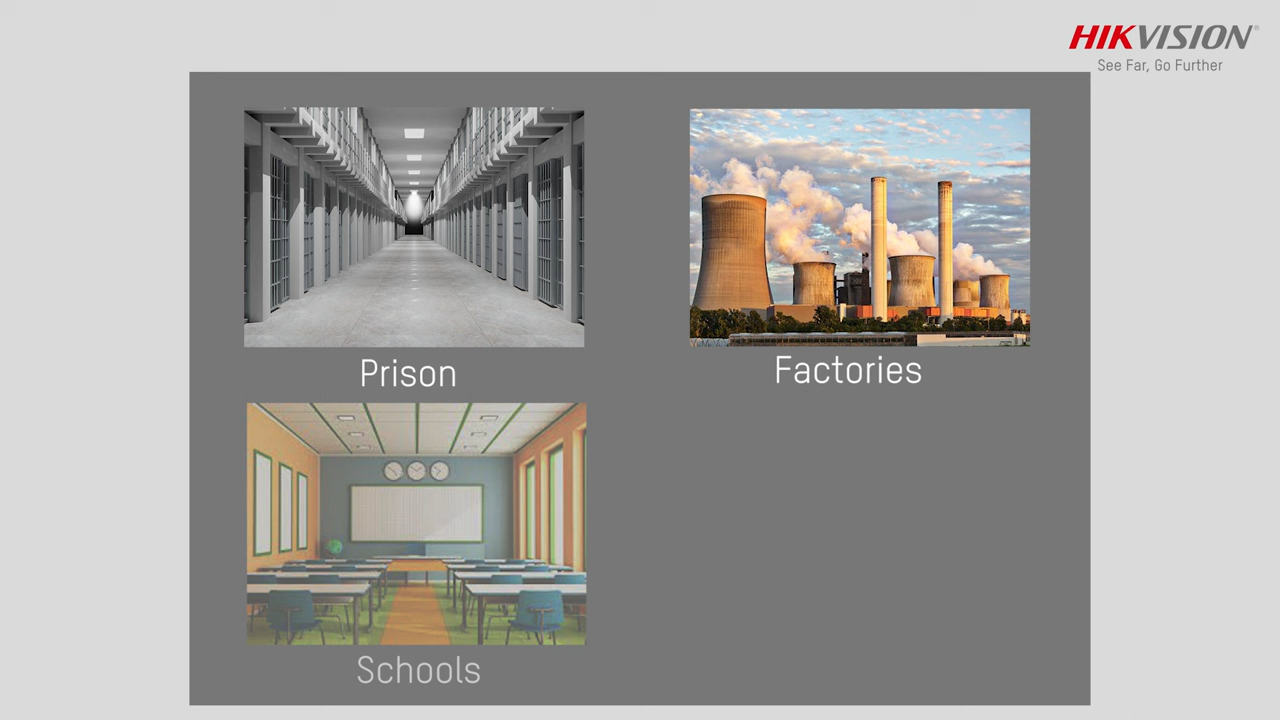 HIKVISION®
See Far, Go Further
Prison
Factories
Schools